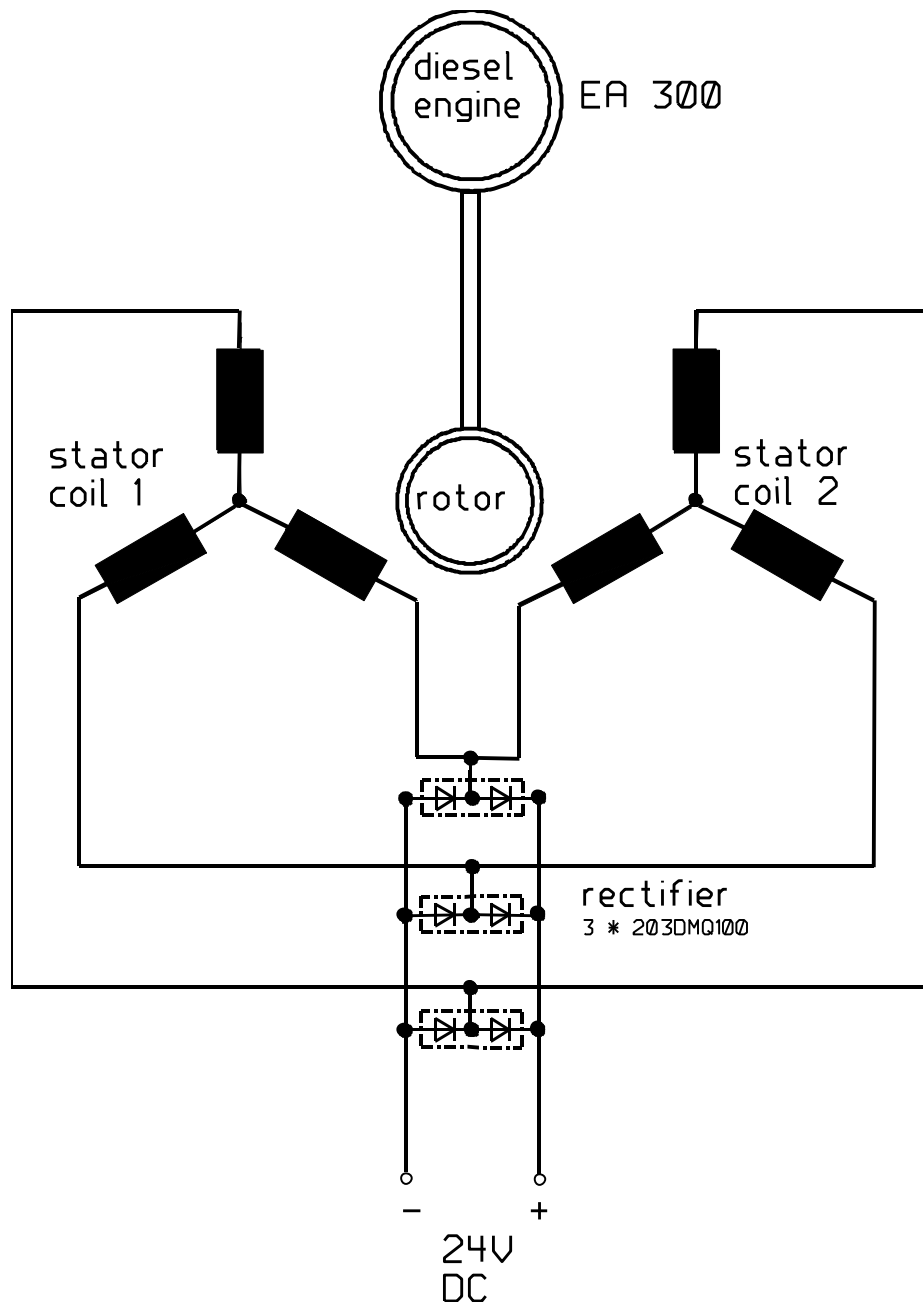 diesel
engine
EA 300
stator
coil 1
rotor
stator
coil 2
rectifier
3 * 203DMQ100
- +
24V
DC